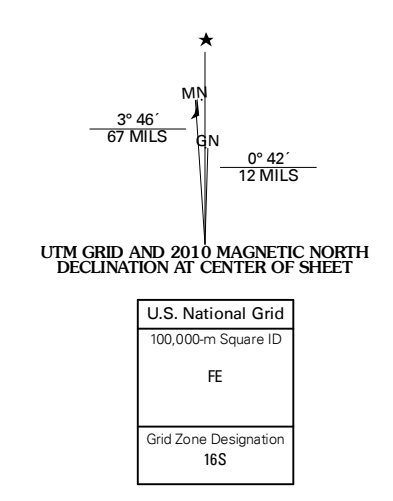 MN
3° 46´
67 MILS
GN
0° 42´
12 MILS
UTM GRID AND 2010 MAGNETIC NORTH
DECLINATION AT CENTER OF SHEET
U.S. National Grid
100,000-m Square ID
FE
Grid Zone Designation
16S